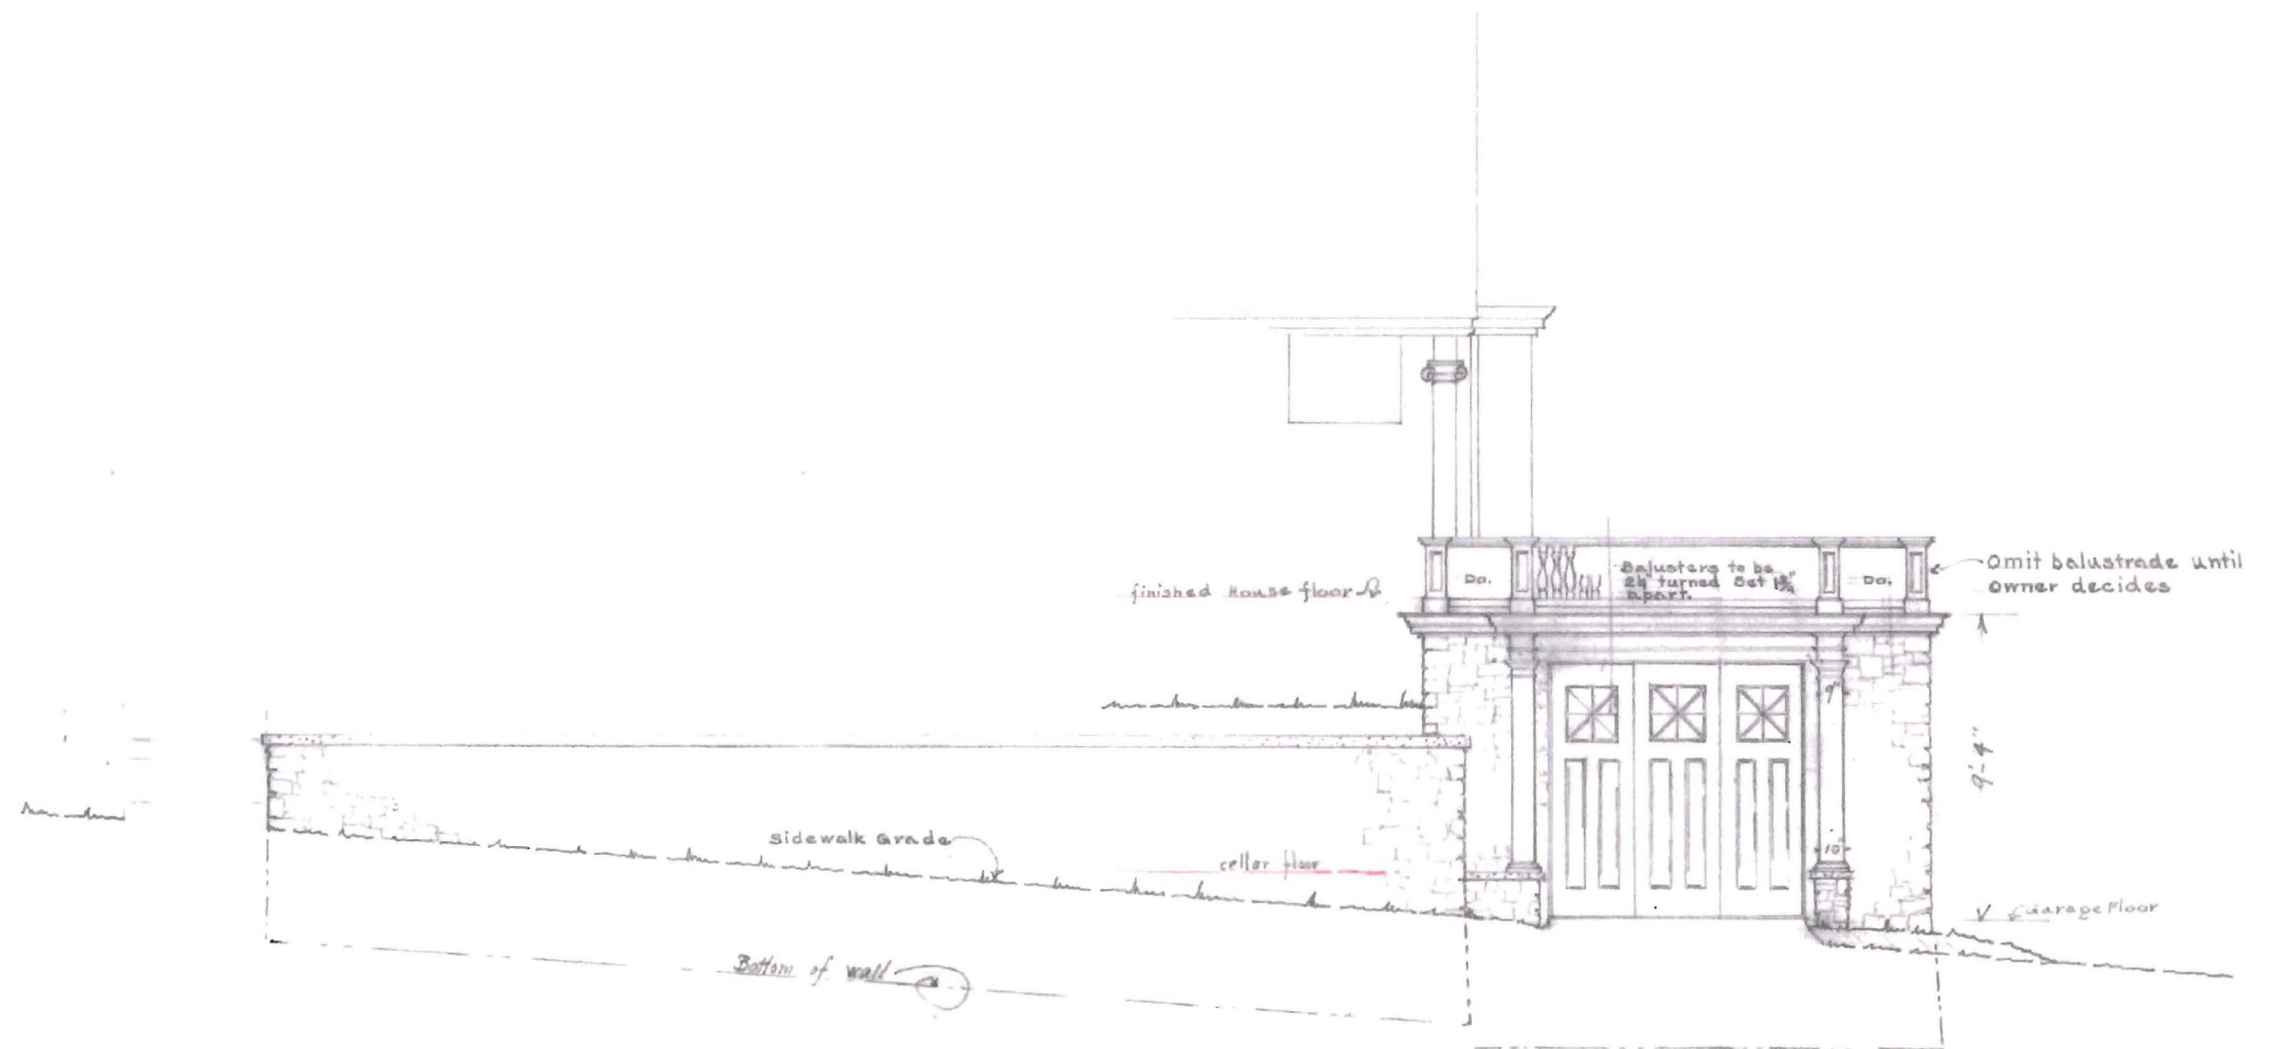 Do.
Balusters to be
2¼" turned Set 1¾"
apart.
Do.
Omit balustrade until
owner decides
finished House floor
9"
9'-4"
sidewalk Grade
cellar floor
10"
Garage Floor
Bottom of wall